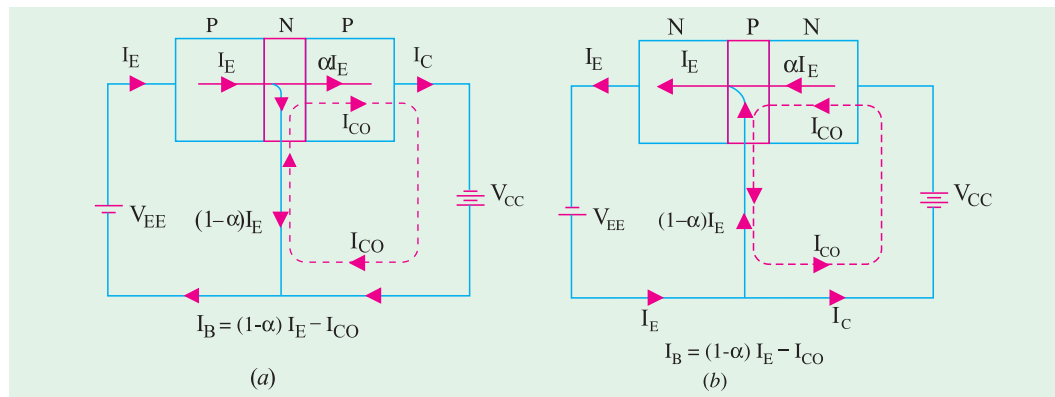 P N P
I_E I_E αI_E I_C
I_CO
V_EE (1–α)I_E V_CC
I_CO
I_B = (1-α) I_E – I_CO
(a)
N P N
I_E I_E αI_E
I_CO
V_EE (1–α)I_E V_CC
I_CO
I_E I_C
I_B = (1-α) I_E – I_CO
(b)